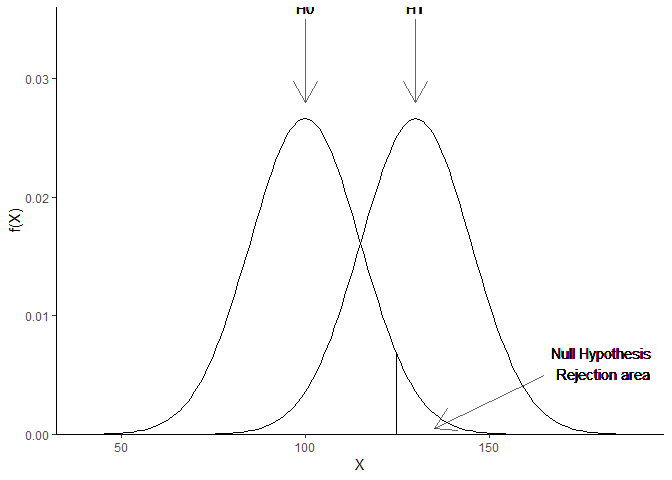 H0
H1
0.03
0.02
0.01
0.00
f(X)
Null Hypothesis
Rejection area
50
100
150
X